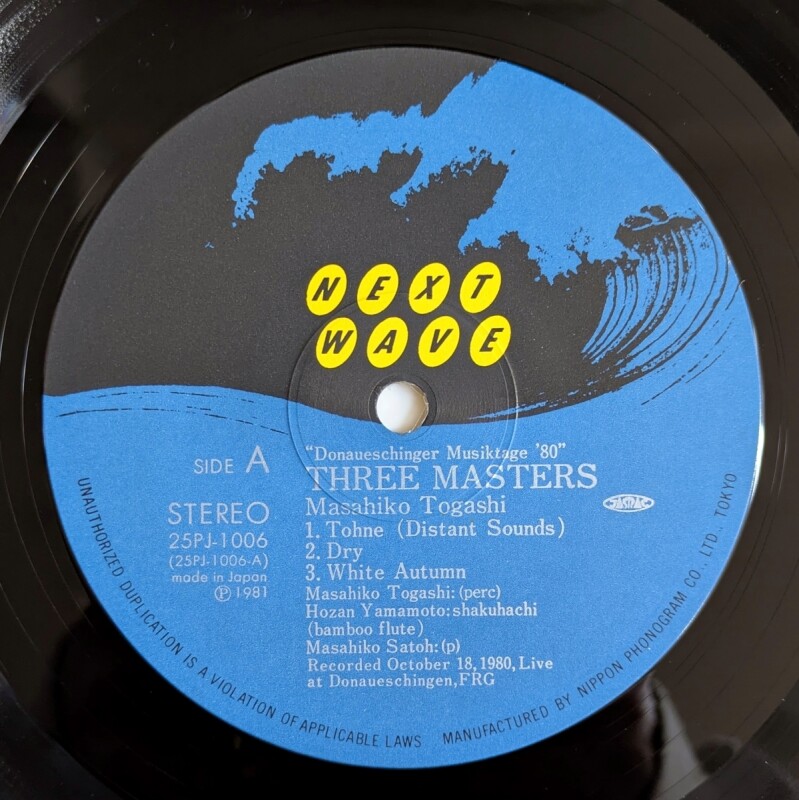 NEXT
WAVE
"Donaueschinger Musiktage '80"
SIDE A
THREE MASTERS
Masahiko Togashi
STEREO
25PJ-1006
(25PJ-1006-A)
made in Japan
Ⓟ 1981
1. Tohne (Distant Sounds)
2. Dry
3. White Autumn
Masahiko Togashi: (perc)
Hozan Yamamoto: shakuhachi
(bamboo flute)
Masahiko Satoh: (p)
Recorded October 18, 1980, Live
at Donaueschingen, FRG
JASRAC
UNAUTHORIZED DUPLICATION IS A VIOLATION OF APPLICABLE LAWS MANUFACTURED BY NIPPON PHONOGRAM CO., LTD., TOKYO